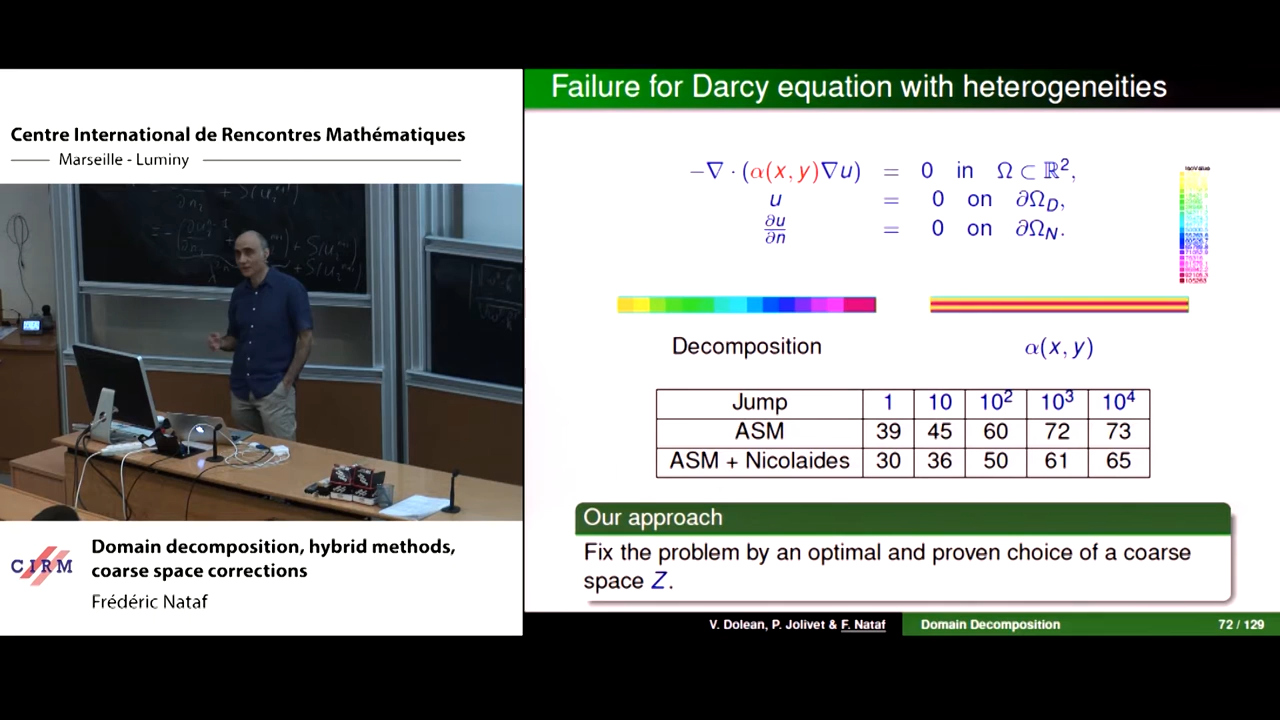 Centre International de Rencontres Mathématiques
Marseille - Luminy
CIRM
Domain decomposition, hybrid methods,
coarse space corrections
Frédéric Nataf
Failure for Darcy equation with heterogeneities
−∇ · (α(x, y)∇u) = 0 in Ω ⊂ ℝ²,
u = 0 on ∂Ω_D,
∂u/∂n = 0 on ∂Ω_N.
IsoValue
Decomposition
α(x, y)
Jump 1 10 10² 10³ 10⁴
ASM 39 45 60 72 73
ASM + Nicolaides 30 36 50 61 65
Our approach
Fix the problem by an optimal and proven choice of a coarse
space Z.
V. Dolean, P. Jolivet & F. Nataf
Domain Decomposition
72 / 129